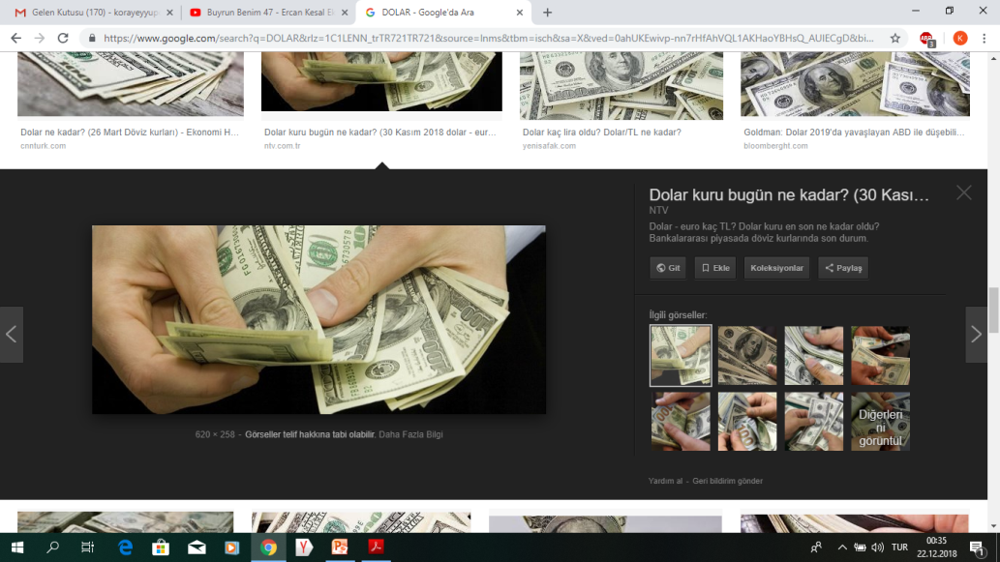 Gelen Kutusu (170) - korayeyyup
Buyrun Benim 47 - Ercan Kesal El
DOLAR - Google'da Ara
https://www.google.com/search?q=DOLAR&rlz=1C1LENN_trTR721TR721&source=lnms&tbm=isch&sa=X&ved=0ahUKEwivp-nn7rHfAhVQL1AKHaoYBHsQ_AUIECgD&bi...
K
3
Dolar ne kadar? (26 Mart Döviz kurları) - Ekonomi H...
cnnturk.com
Dolar kuru bugün ne kadar? (30 Kasım 2018 dolar - eur...
ntv.com.tr
Dolar kaç lira oldu? Dolar/TL ne kadar?
yenisafak.com
Goldman: Dolar 2019'da yavaşlayan ABD ile düşebili...
bloomberght.com
Dolar kuru bugün ne kadar? (30 Kası...
NTV
Dolar - euro kaç TL? Dolar kuru en son ne kadar oldu?
Bankalararası piyasada döviz kurlarında son durum.
Git
Ekle
Koleksiyonlar
Paylaş
İlgili görseller:
Diğerleri
ni
görüntül
100
620 × 258 - Görseller telif hakkına tabi olabilir. Daha Fazla Bilgi
Yardım al - Geri bildirim gönder
TUR
00:35
22.12.2018
1